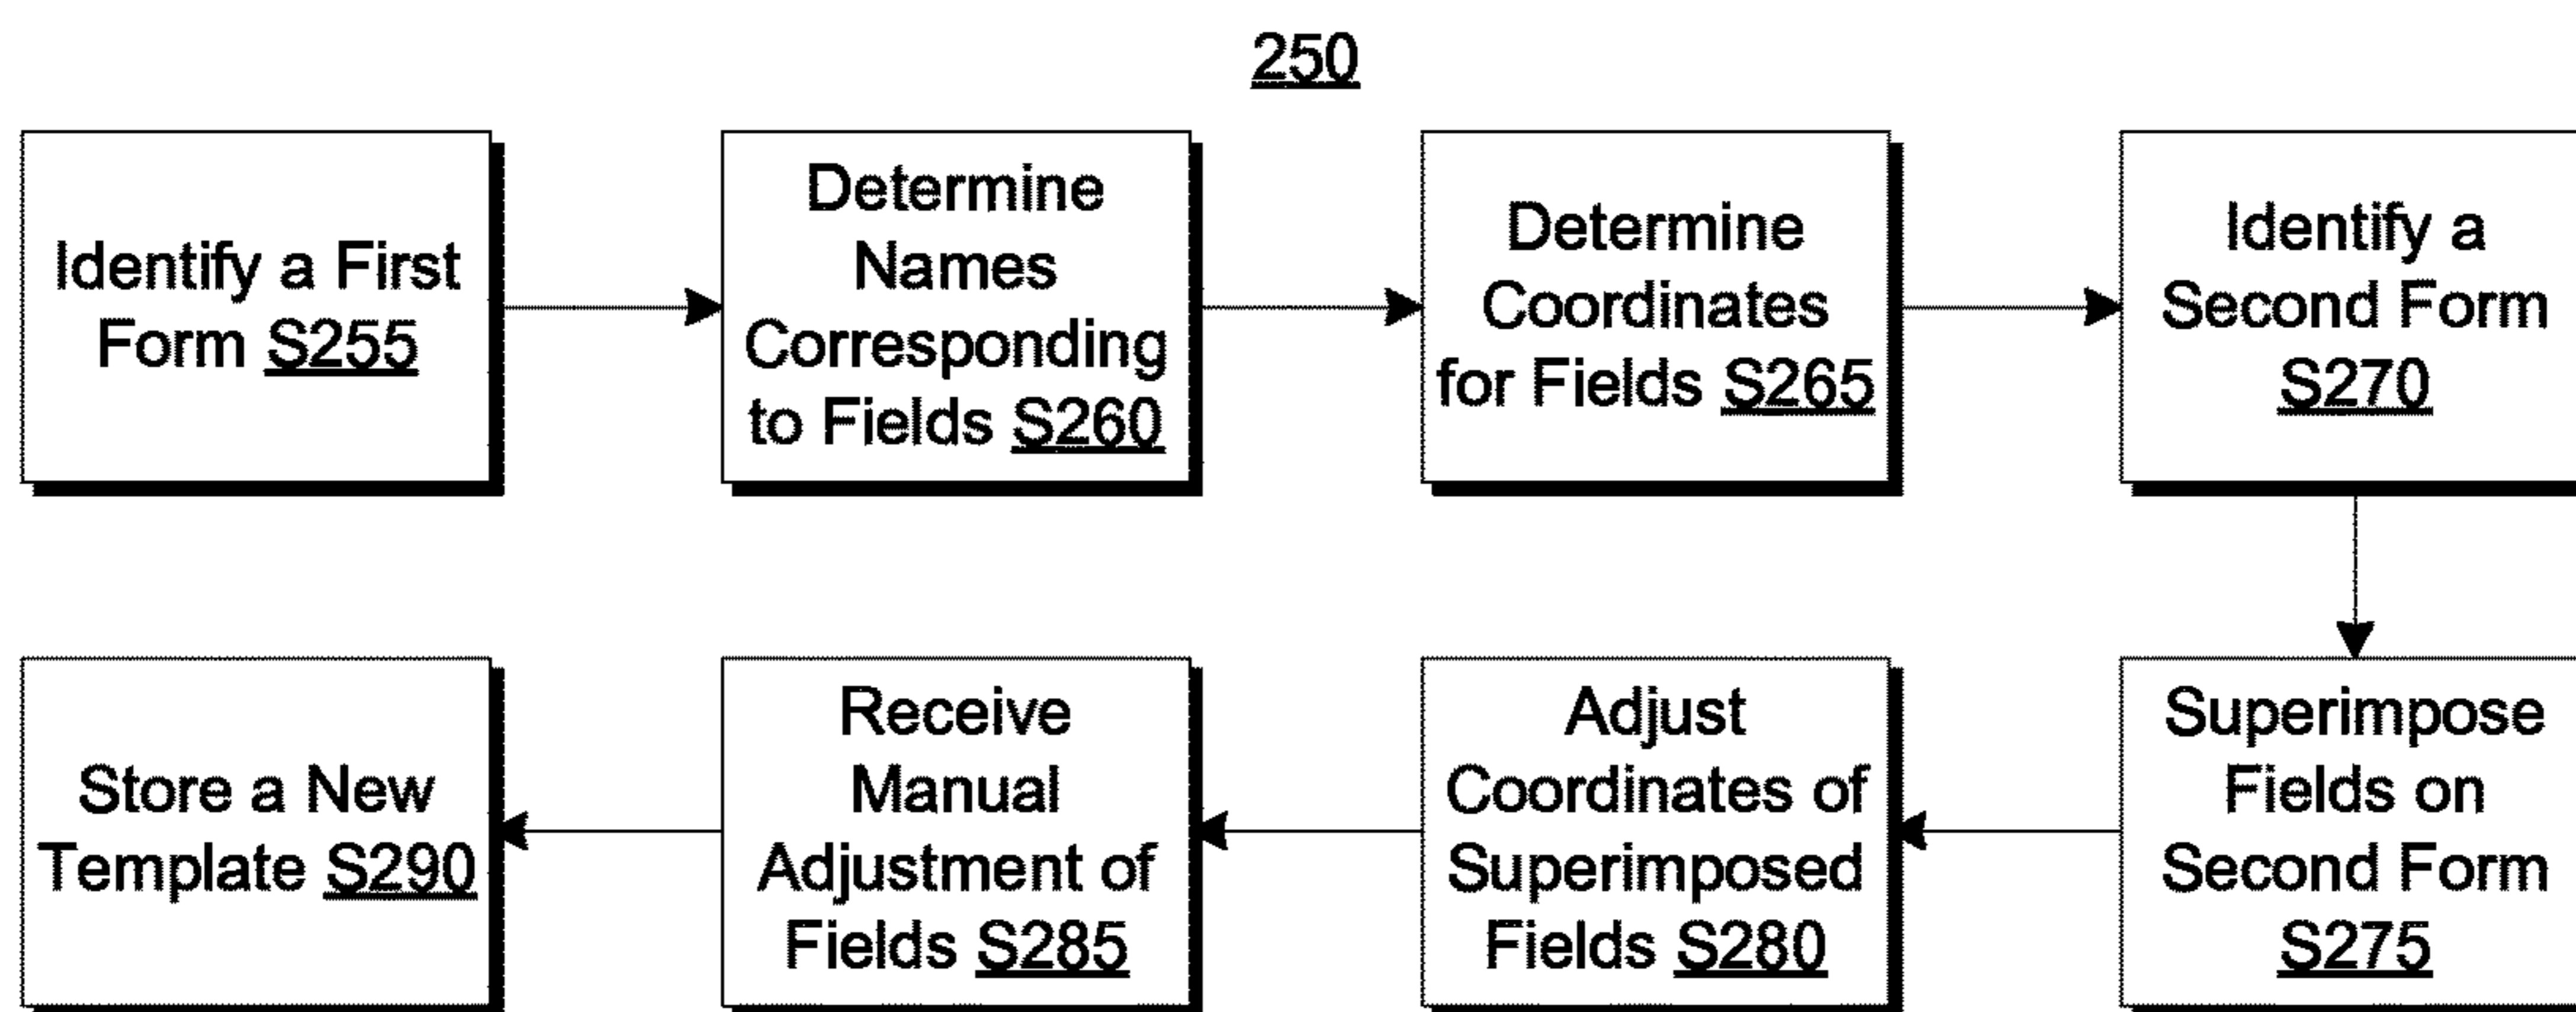 250
Identify a First
Form S255
Determine
Names
Corresponding
to Fields S260
Determine
Coordinates
for Fields S265
Identify a
Second Form
S270
Superimpose
Fields on
Second Form
S275
Adjust
Coordinates of
Superimposed
Fields S280
Receive
Manual
Adjustment of
Fields S285
Store a New
Template S290